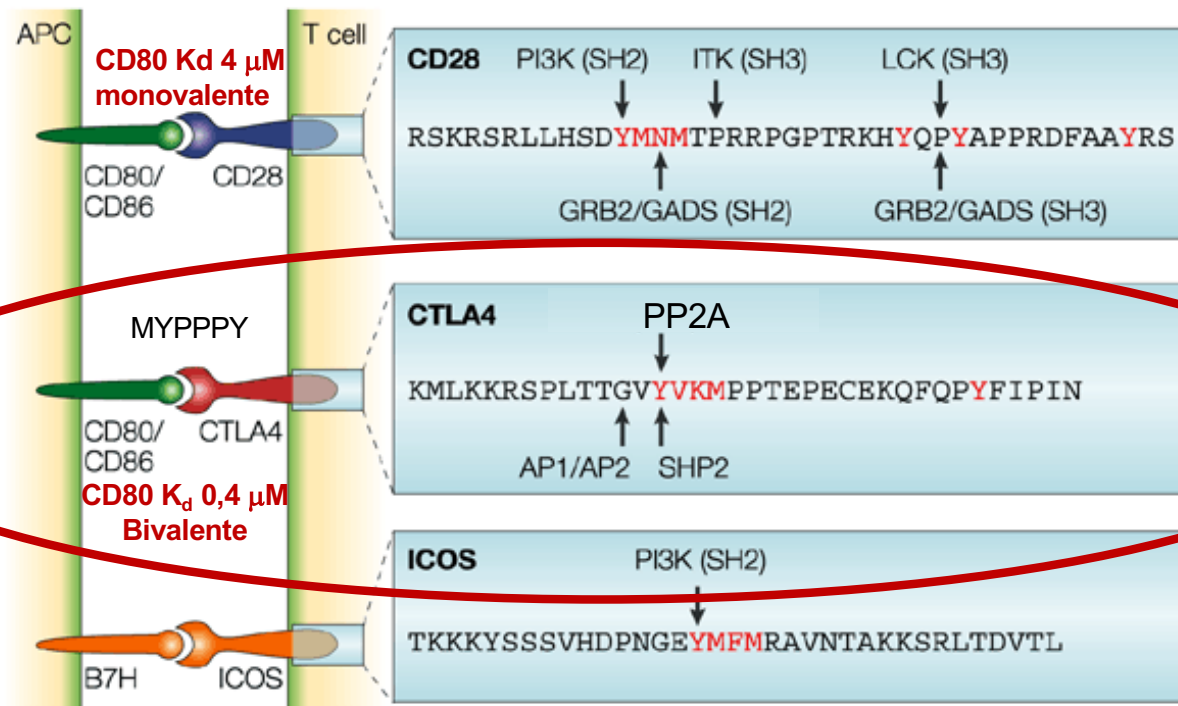 APC
T cell
CD80 Kd 4 μM
monovalente
CD80/
CD86
CD28
CD28
PI3K (SH2)
ITK (SH3)
LCK (SH3)
RSKRSRLLHSDYMNMTPRRPGPTRKHYQPYAPPRDFAAYRS
GRB2/GADS (SH2)
GRB2/GADS (SH3)
MYPPPY
CD80/
CD86
CTLA4
CD80 Kd 0,4 μM
Bivalente
CTLA4
PP2A
KMLKKRSPLTTGVYVKMPPTEPECEKQFQPYFIPIN
AP1/AP2
SHP2
B7H
ICOS
ICOS
PI3K (SH2)
TKKKYSSSVHDPNGEYMFMRAVNTAKKSRLTDVTL